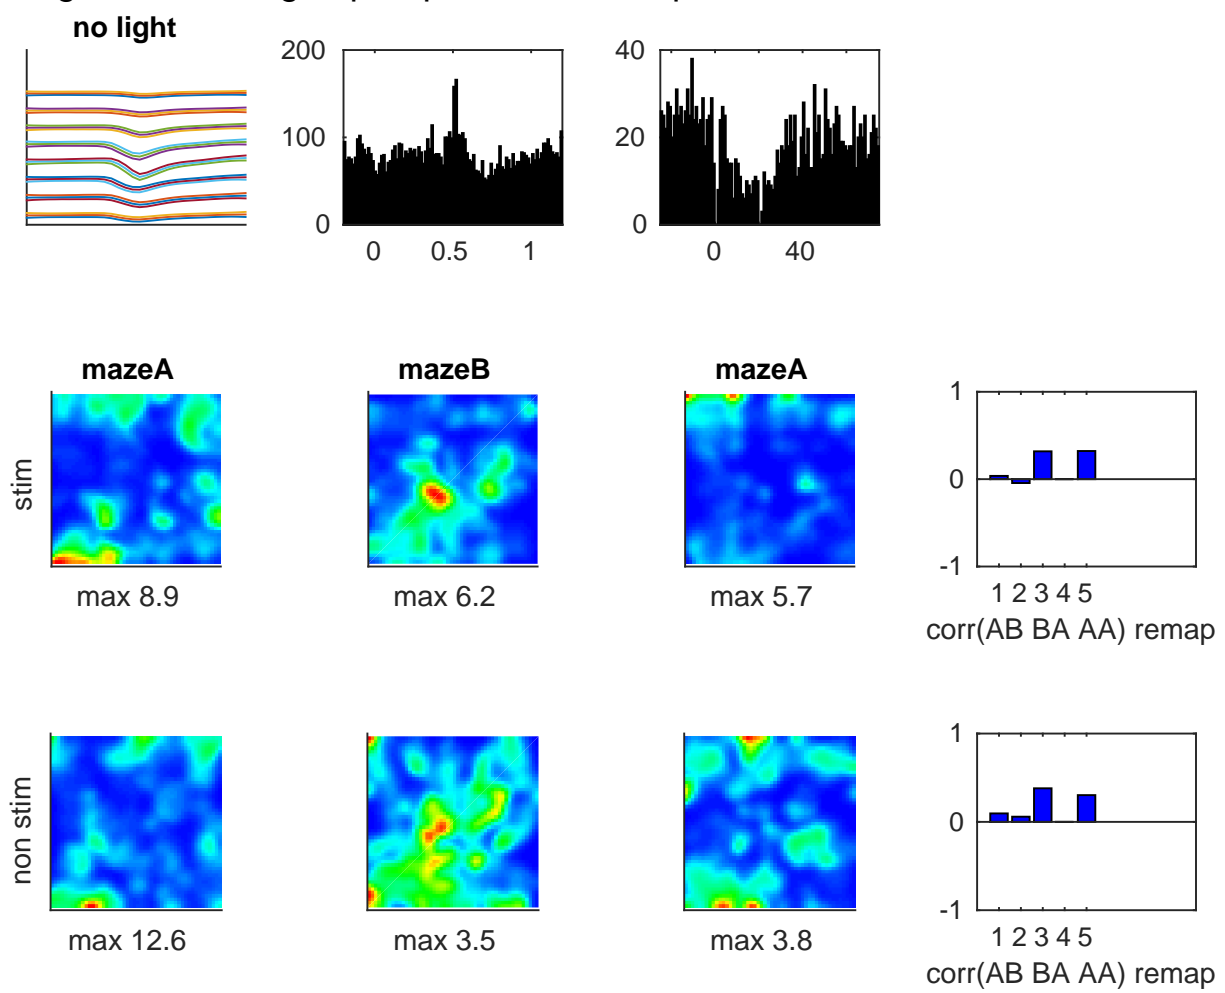 no light
200
100
0
0 0.5 1
40
20
0
0 40
mazeA mazeB mazeA
stim
max 8.9 max 6.2 max 5.7
1
0
-1
1 2 3 4 5
corr(AB BA AA) remap
non stim
max 12.6 max 3.5 max 3.8
1
0
-1
1 2 3 4 5
corr(AB BA AA) remap